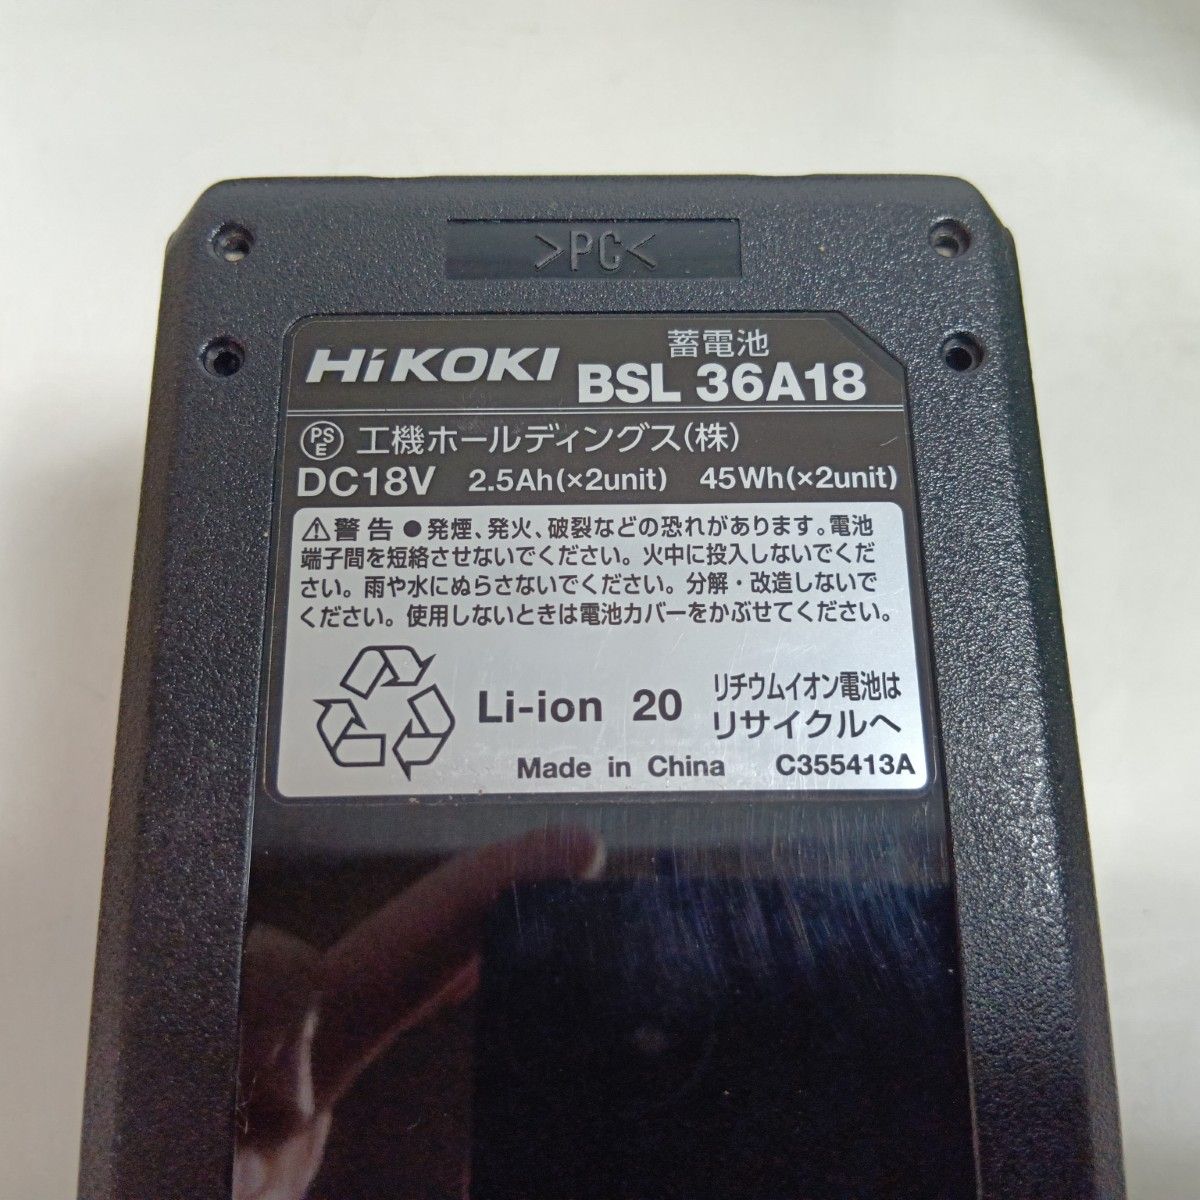 >PC<
HiKOKI 蓄電池 BSL 36A18
PS E 工機ホールディングス(株)
DC18V 2.5Ah(×2unit) 45Wh(×2unit)
⚠警告 ●発煙、発火、破裂などの恐れがあります。電池
端子間を短絡させないでください。火中に投入しないでくだ
さい。雨や水にぬらさないでください。分解・改造しないで
ください。使用しないときは電池カバーをかぶせてください。
Li-ion 20 リチウムイオン電池は
リサイクルへ
Made in China C355413A